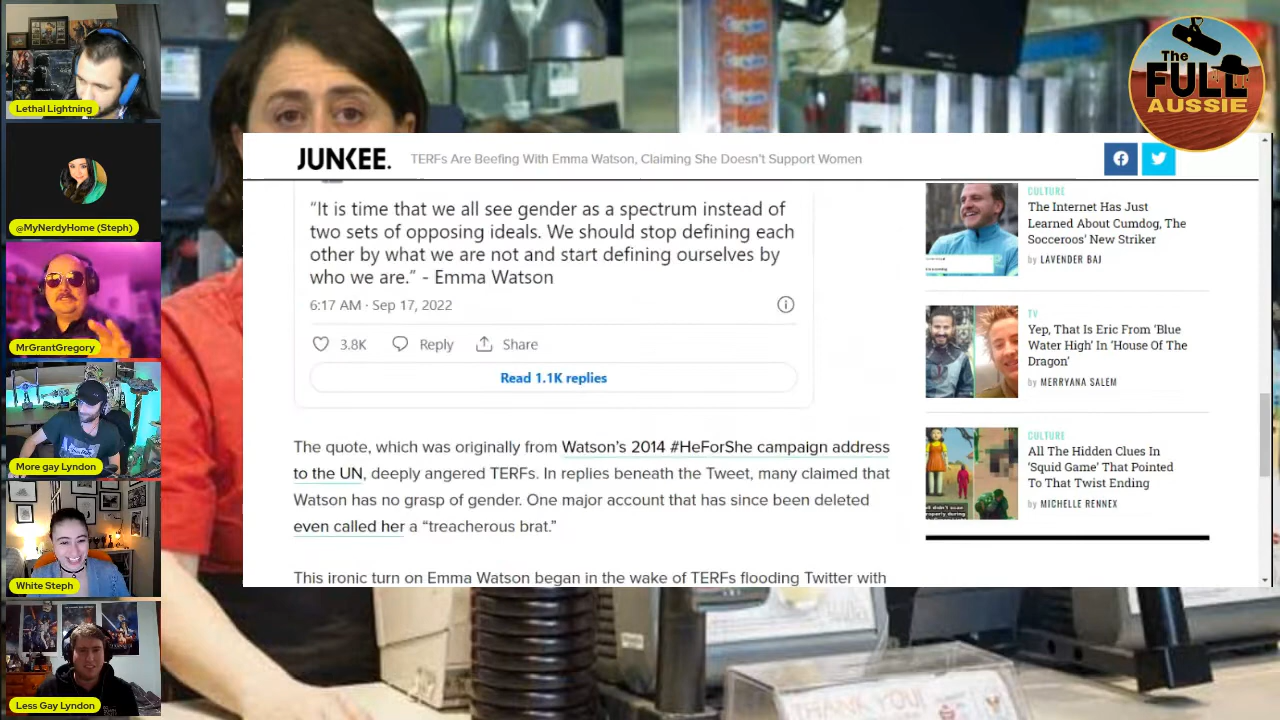 Lethal Lightning
@MyNerdyHome (Steph)
MrGrantGregory
More gay Lyndon
White Steph
Less Gay Lyndon
The
FULL
AUSSIE
JUNKEE.
TERFs Are Beefing With Emma Watson, Claiming She Doesn't Support Women
“It is time that we all see gender as a spectrum instead of
two sets of opposing ideals. We should stop defining each
other by what we are not and start defining ourselves by
who we are.” - Emma Watson
6:17 AM · Sep 17, 2022
3.8K
Reply
Share
Read 1.1K replies
The quote, which was originally from Watson's 2014 #HeForShe campaign address
to the UN, deeply angered TERFs. In replies beneath the Tweet, many claimed that
Watson has no grasp of gender. One major account that has since been deleted
even called her a “treacherous brat.”
This ironic turn on Emma Watson began in the wake of TERFs flooding Twitter with
CULTURE
The Internet Has Just
Learned About Cumdog, The
Socceroos' New Striker
by LAVENDER BAJ
TV
Yep, That Is Eric From 'Blue
Water High' In 'House Of The
Dragon'
by MERRYANA SALEM
CULTURE
All The Hidden Clues In
'Squid Game' That Pointed
To That Twist Ending
by MICHELLE RENNEX
THANK YOU